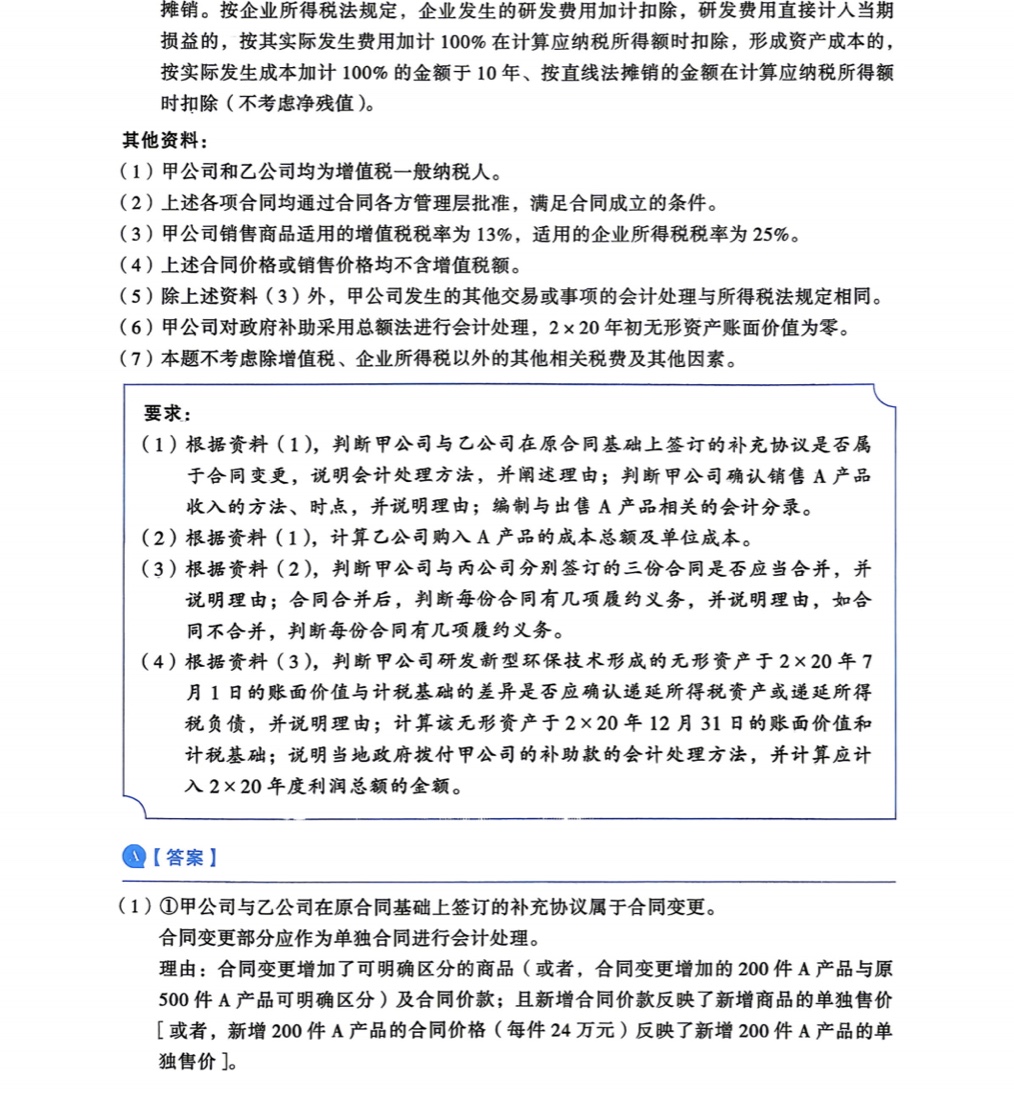 摊销。按企业所得税法规定，企业发生的研发费用加计扣除，研发费用直接计入当期
损益的，按其实际发生费用加计 100% 在计算应纳税所得额时扣除，形成资产成本的，
按实际发生成本加计 100% 的金额于 10 年、按直线法摊销的金额在计算应纳税所得额
时扣除（不考虑净残值）。
其他资料：
（1）甲公司和乙公司均为增值税一般纳税人。
（2）上述各项合同均通过合同各方管理层批准，满足合同成立的条件。
（3）甲公司销售商品适用的增值税税率为 13%，适用的企业所得税税率为 25%。
（4）上述合同价格或销售价格均不含增值税额。
（5）除上述资料（3）外，甲公司发生的其他交易或事项的会计处理与所得税法规定相同。
（6）甲公司对政府补助采用总额法进行会计处理，2×20 年初无形资产账面价值为零。
（7）本题不考虑除增值税、企业所得税以外的其他相关税费及其他因素。
要求：
（1）根据资料（1），判断甲公司与乙公司在原合同基础上签订的补充协议是否属
于合同变更，说明会计处理方法，并阐述理由；判断甲公司确认销售 A 产品
收入的方法、时点，并说明理由；编制与出售 A 产品相关的会计分录。
（2）根据资料（1），计算乙公司购入 A 产品的成本总额及单位成本。
（3）根据资料（2），判断甲公司与丙公司分别签订的三份合同是否应当合并，并
说明理由；合同合并后，判断每份合同有几项履约义务，并说明理由，如合
同不合并，判断每份合同有几项履约义务。
（4）根据资料（3），判断甲公司研发新型环保技术形成的无形资产于 2×20 年 7
月 1 日的账面价值与计税基础的差异是否应确认递延所得税资产或递延所得
税负债，并说明理由；计算该无形资产于 2×20 年 12 月 31 日的账面价值和
计税基础；说明当地政府拨付甲公司的补助款的会计处理方法，并计算应计
入 2×20 年度利润总额的金额。
【答案】
（1）①甲公司与乙公司在原合同基础上签订的补充协议属于合同变更。
合同变更部分应作为单独合同进行会计处理。
理由：合同变更增加了可明确区分的商品（或者，合同变更增加的 200 件 A 产品与原
500 件 A 产品可明确区分）及合同价款；且新增合同价款反映了新增商品的单独售价
[ 或者，新增 200 件 A 产品的合同价格（每件 24 万元）反映了新增 200 件 A 产品的单
独售价 ]。